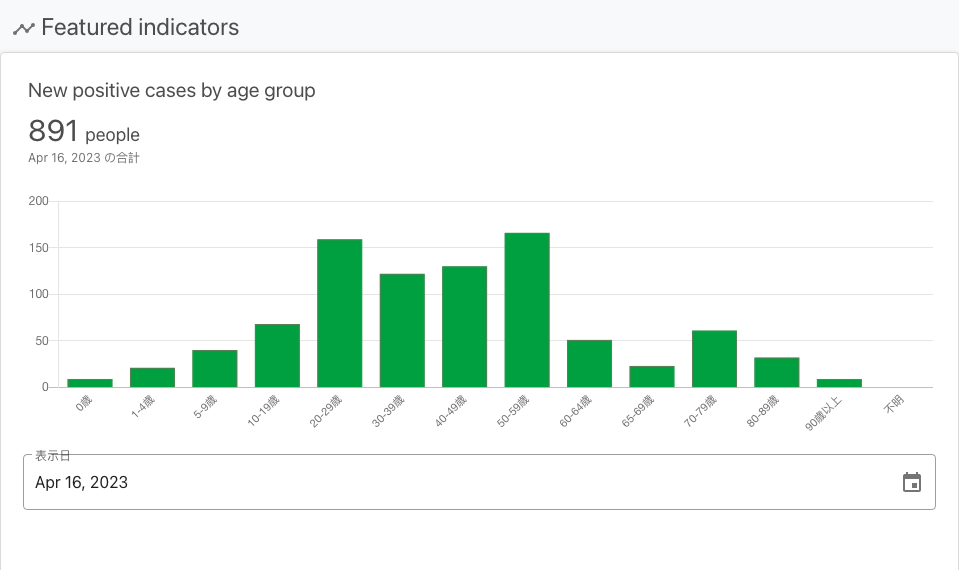 Featured indicators
New positive cases by age group
891 people
Apr 16, 2023 の合計
200
150
100
50
0
0歳
1-4歳
5-9歳
10-19歳
20-29歳
30-39歳
40-49歳
50-59歳
60-64歳
65-69歳
70-79歳
80-89歳
90歳以上
不明
表示日
Apr 16, 2023